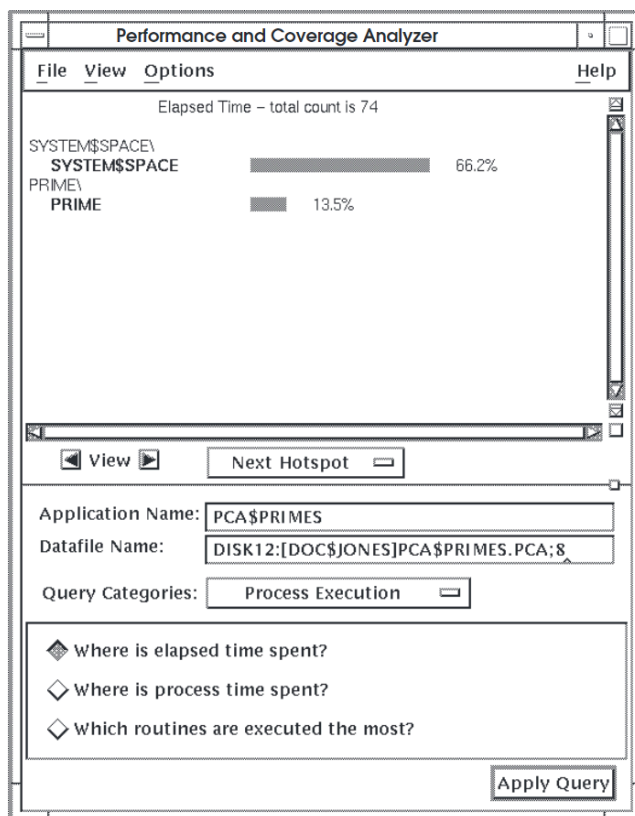 Performance and Coverage Analyzer
File View Options Help
Elapsed Time – total count is 74
SYSTEM$SPACE\
SYSTEM$SPACE 66.2%
PRIME\
PRIME 13.5%
View Next Hotspot
Application Name: PCA$PRIMES
Datafile Name: DISK12:[DOC$JONES]PCA$PRIMES.PCA;8
Query Categories: Process Execution
Where is elapsed time spent?
Where is process time spent?
Which routines are executed the most?
Apply Query